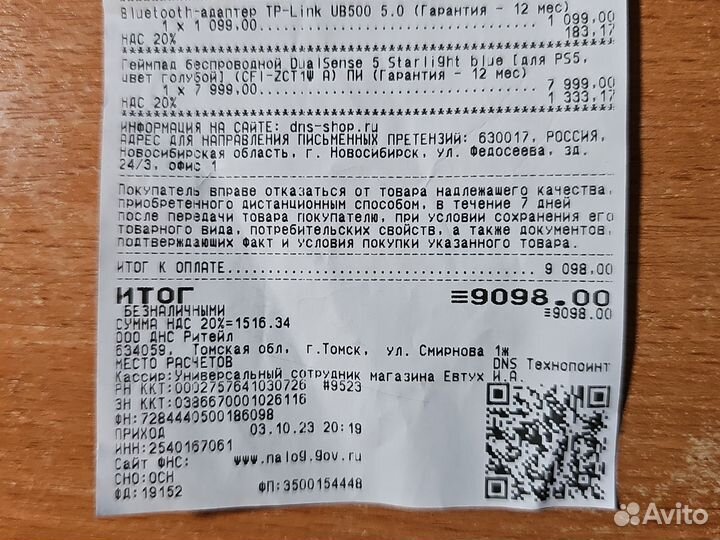 Bluetooth-адаптер TP-Link UB500 5.0 (Гарантия - 12 мес)
1 x 1 099,00 1 099,00
НДС 20% 183,17
Геймпад беспроводной DualSense 5 Starlight blue [для PS5,
цвет голубой] (CFI-ZCT1W A) ПИ (Гарантия - 12 мес)
1 x 7 999,00 7 999,00
НДС 20% 1 333,17
ИНФОРМАЦИЯ НА САЙТЕ: dns-shop.ru
АДРЕС ДЛЯ НАПРАВЛЕНИЯ ПИСЬМЕННЫХ ПРЕТЕНЗИЙ: 630017, РОССИЯ,
Новосибирская область, г. Новосибирск, ул. Федосеева, зд.
24/3, офис 1
Покупатель вправе отказаться от товара надлежащего качества,
приобретенного дистанционным способом, в течение 7 дней
после передачи товара покупателю, при условии сохранения его
товарного вида, потребительских свойств, а также документов,
подтверждающих факт и условия покупки указанного товара.
ИТОГ К ОПЛАТЕ..............................9 098,00
ИТОГ ≡9098.00
БЕЗНАЛИЧНЫМИ ≡9098.00
СУММА НДС 20%=1516.34
ООО ДНС Ритейл
634059, Томская обл, г.Томск, ул. Смирнова 1ж
МЕСТО РАСЧЕТОВ DNS Технопоинт
Кассир:Универсальный сотрудник магазина Евтух И.А.
РН ККТ:0002757641030726 #9523
ЗН ККТ:0386670001026116
ФН:7284440500186098
ПРИХОД 03.10.23 20:19
ИНН:2540167061
Сайт ФНС: www.nalog.gov.ru
СНО:ОСН
ФД:19152 ФП:3500154448
Avito